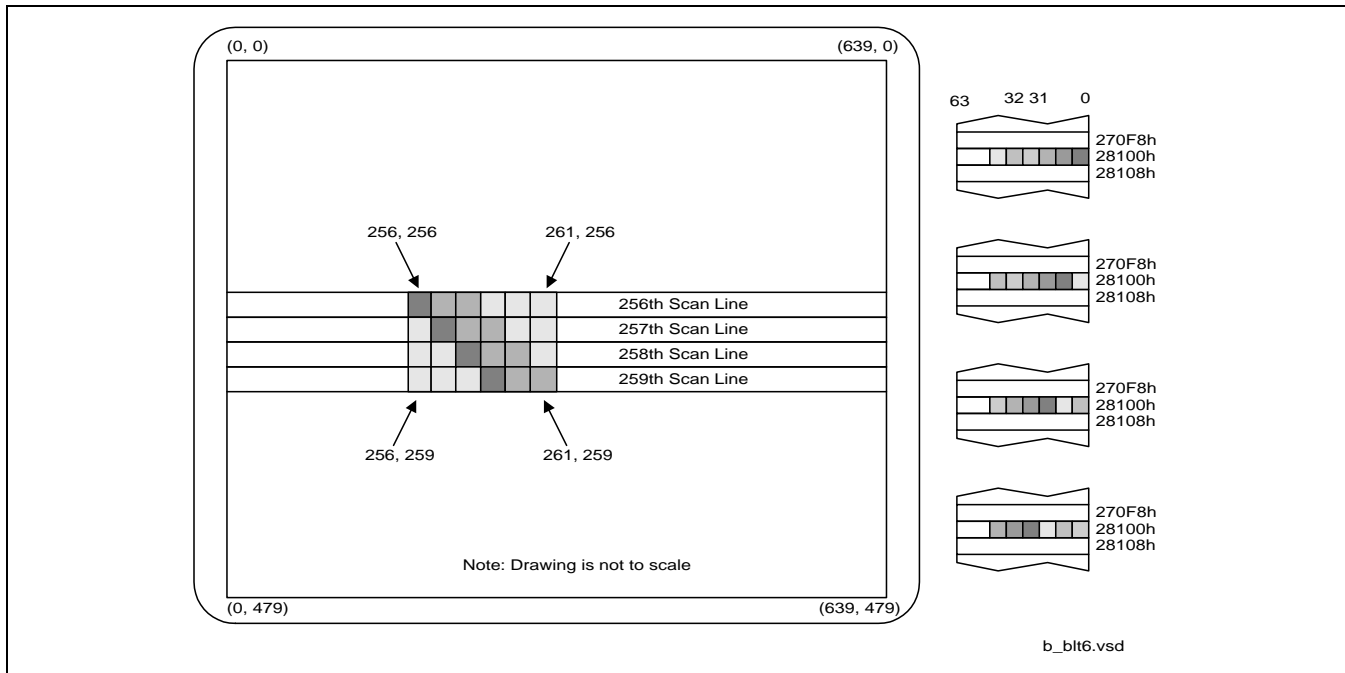 (0, 0)
(639, 0)
256, 256
261, 256
256th Scan Line
257th Scan Line
258th Scan Line
259th Scan Line
256, 259
261, 259
Note: Drawing is not to scale
(0, 479)
(639, 479)
63 32 31 0
270F8h
28100h
28108h
270F8h
28100h
28108h
270F8h
28100h
28108h
270F8h
28100h
28108h
b_blt6.vsd